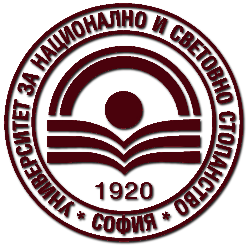 УНИВЕРСИТЕТ ЗА НАЦИОНАЛНО И СВЕТОВНО СТОПАНСТВО
1920
* СОФИЯ *